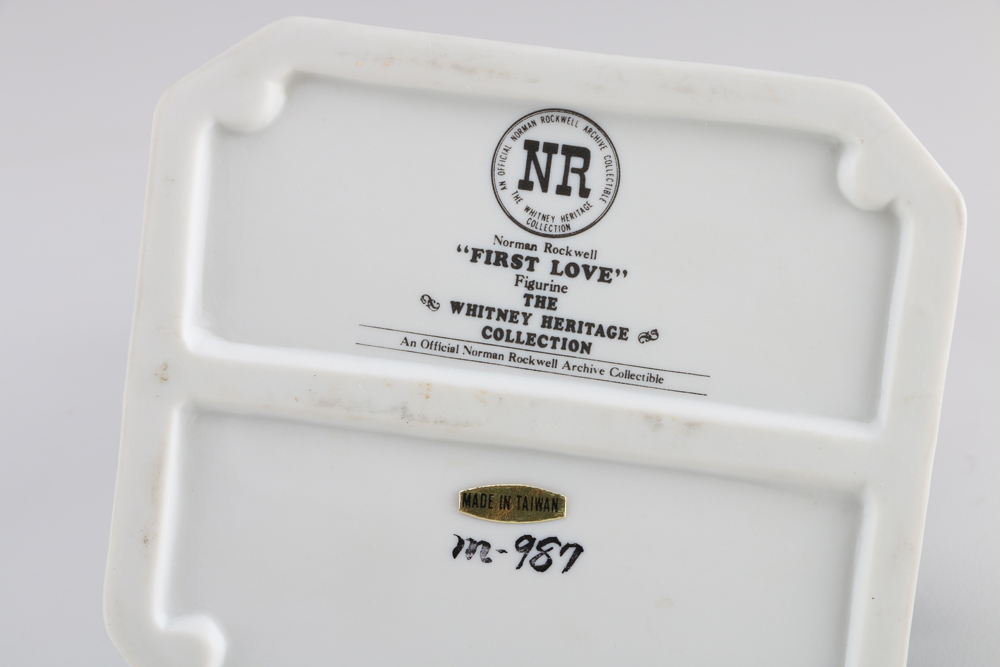 AN OFFICIAL NORMAN ROCKWELL ARCHIVE COLLECTIBLE
NR
THE WHITNEY HERITAGE
COLLECTION
Norman Rockwell
“FIRST LOVE”
Figurine
THE
WHITNEY HERITAGE
COLLECTION
An Official Norman Rockwell Archive Collectible
MADE IN TAIWAN
m-987